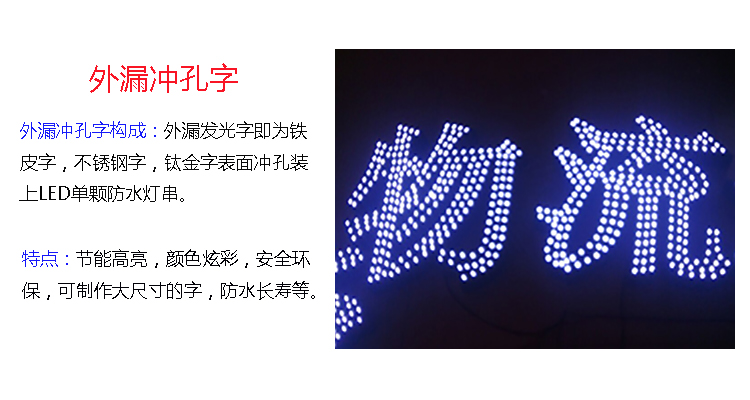 外漏冲孔字
外漏冲孔字构成：外漏发光字即为铁
皮字，不锈钢字，钛金字表面冲孔装
上LED单颗防水灯串。
特点：节能高亮，颜色炫彩，安全环
保，可制作大尺寸的字，防水长寿等。
物流